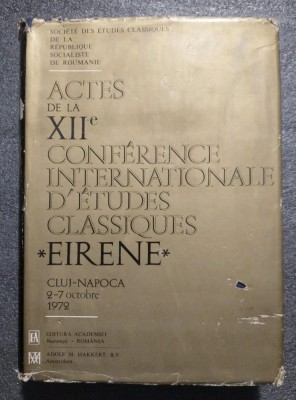 SOCIÉTÉ DES ÉTUDES CLASSIQUES
DE LA
RÉPUBLIQUE
SOCIALISTE
DE ROUMANIE
ACTES
DE LA
XIIe
CONFÉRENCE
INTERNATIONALE
D'ÉTUDES
CLASSIQUES
*EIRENE*
CLUJ-NAPOCA
2-7 octobre
1972
EDITURA ACADEMIEI
București - ROMÂNIA
ADOLF M. HAKKERT B.V.
Amsterdam